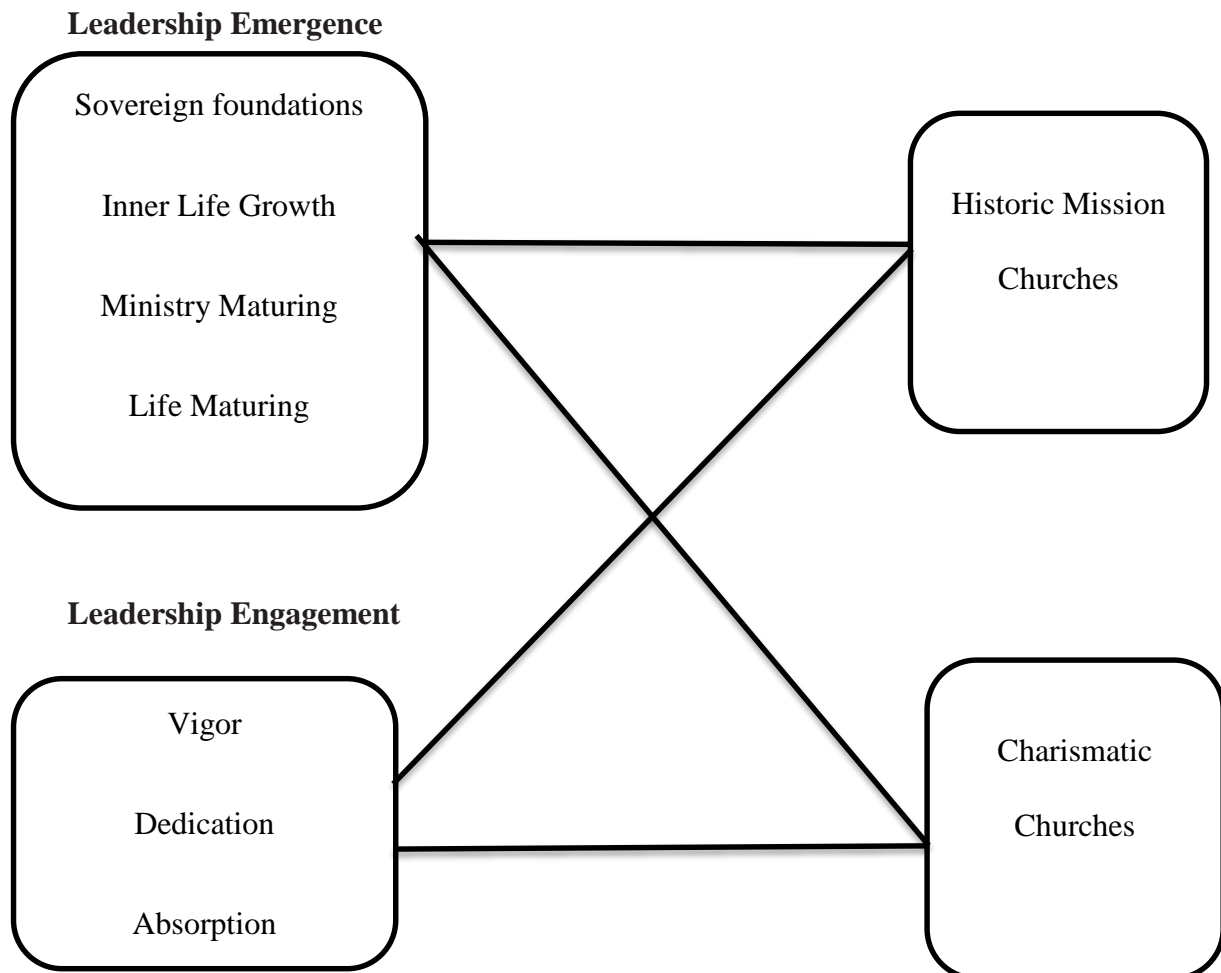 Leadership Emergence
Sovereign foundations
Inner Life Growth
Ministry Maturing
Life Maturing
Historic Mission
Churches
Leadership Engagement
Vigor
Dedication
Absorption
Charismatic
Churches